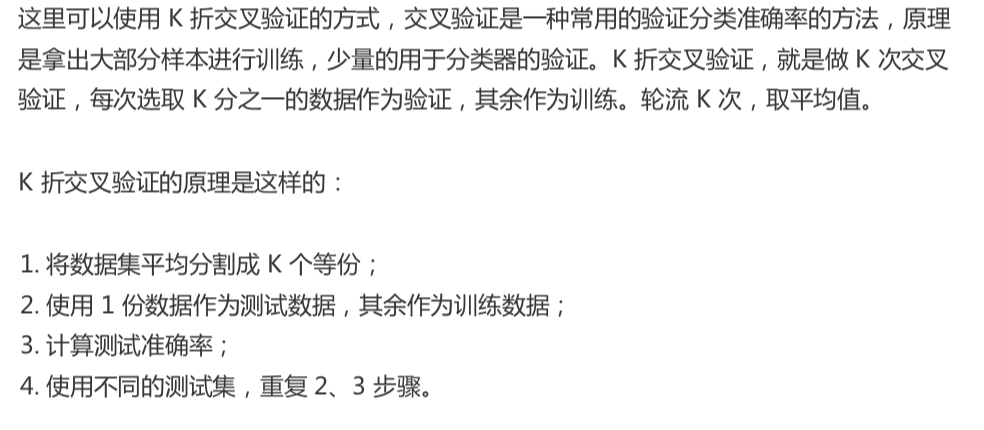 这里可以使用 K 折交叉验证的方式，交叉验证是一种常用的验证分类准确率的方法，原理
是拿出大部分样本进行训练，少量的用于分类器的验证。K 折交叉验证，就是做 K 次交叉
验证，每次选取 K 分之一的数据作为验证，其余作为训练。轮流 K 次，取平均值。
K 折交叉验证的原理是这样的：
1. 将数据集平均分割成 K 个等份；
2. 使用 1 份数据作为测试数据，其余作为训练数据；
3. 计算测试准确率；
4. 使用不同的测试集，重复 2、3 步骤。